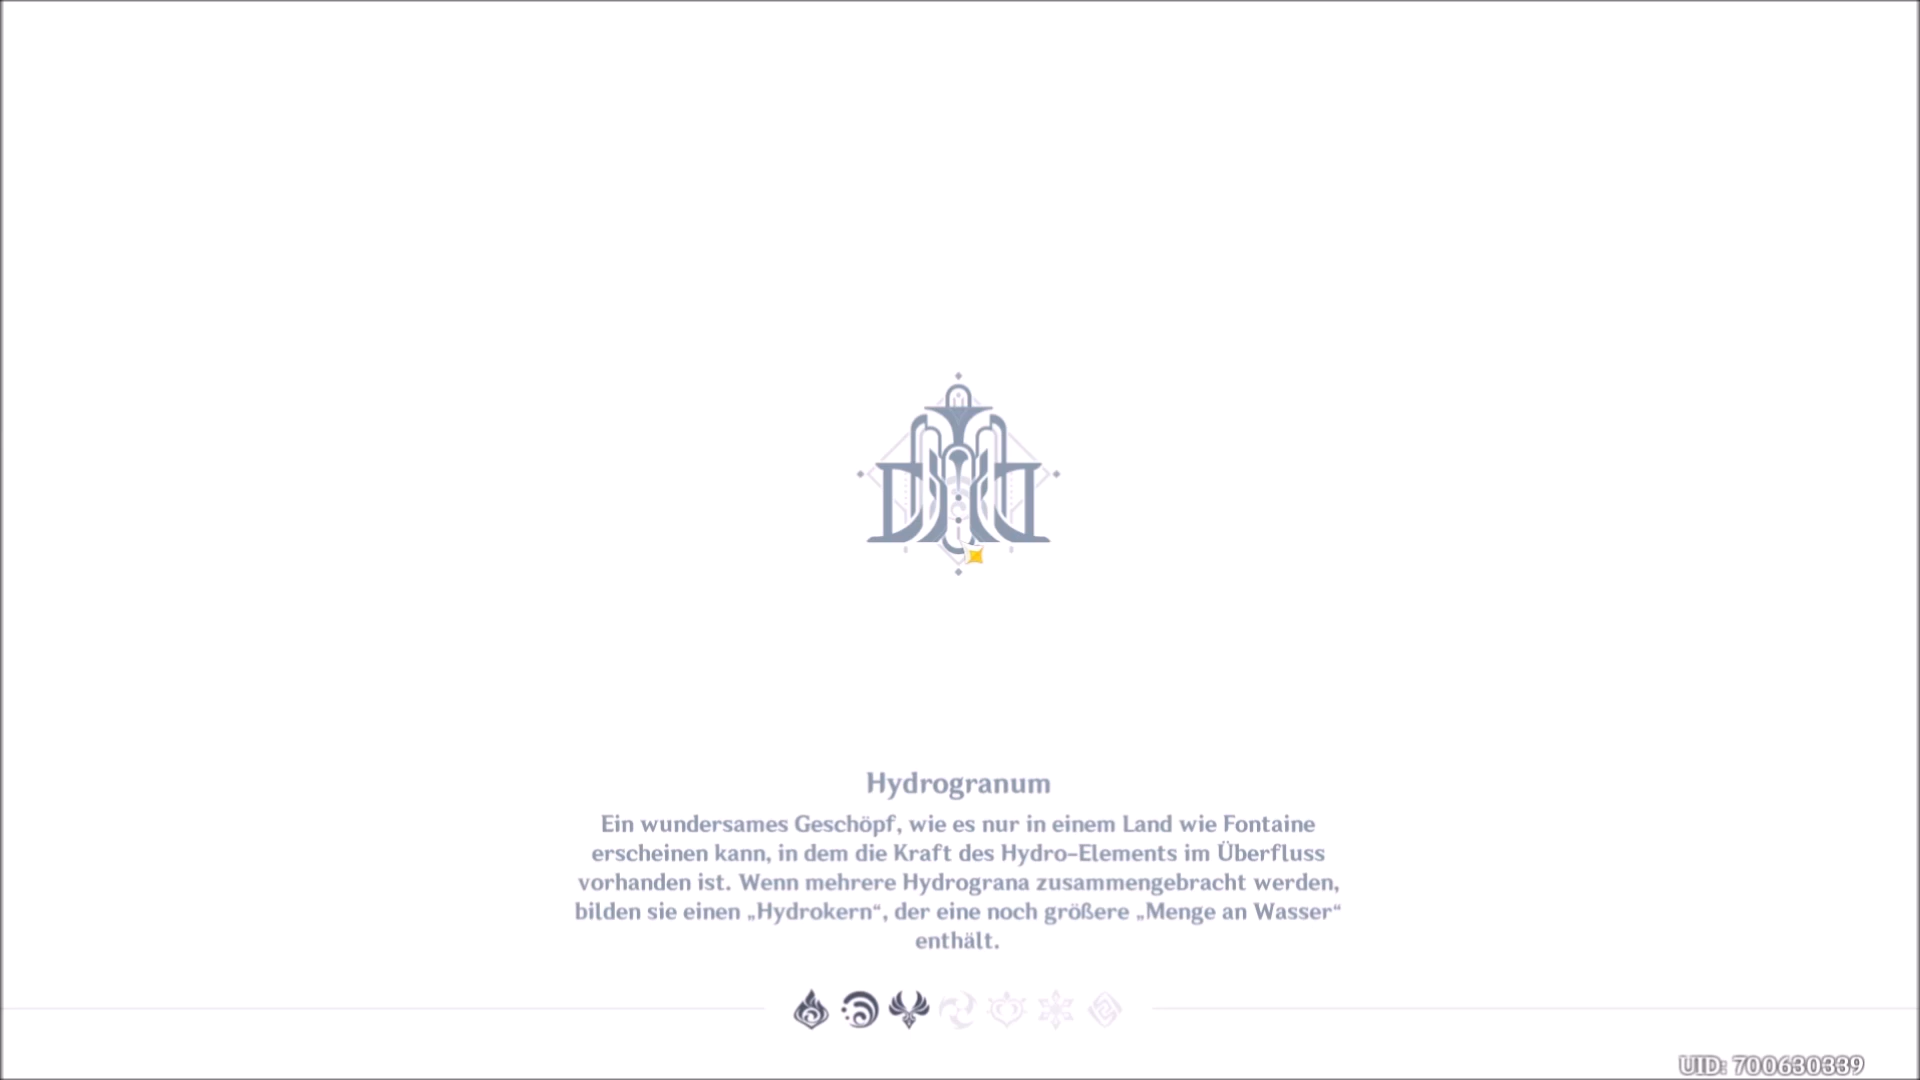 Hydrogranum
Ein wundersames Geschöpf, wie es nur in einem Land wie Fontaine
erscheinen kann, in dem die Kraft des Hydro-Elements im Überfluss
vorhanden ist. Wenn mehrere Hydrograna zusammengebracht werden,
bilden sie einen „Hydrokern“, der eine noch größere „Menge an Wasser“
enthält.
UID: 700630339